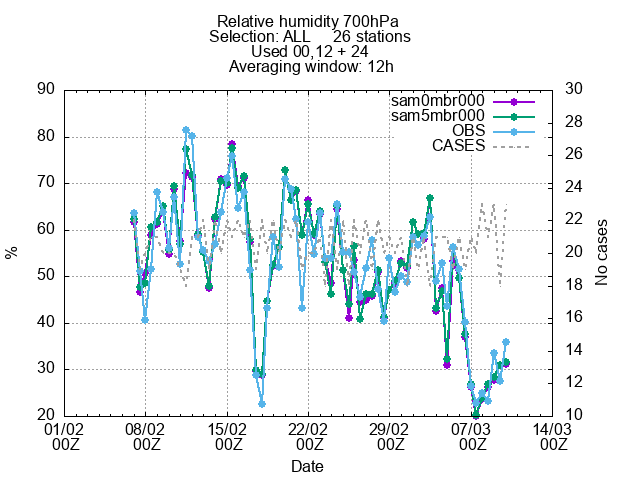 Relative humidity 700hPa
Selection: ALL 26 stations
Used 00,12 + 24
Averaging window: 12h
sam0mbr000
sam5mbr000
OBS
CASES
%
90
80
70
60
50
40
30
20
No cases
30
28
26
24
22
20
18
16
14
12
10
01/02 08/02 15/02 22/02 29/02 07/03 14/03
00Z 00Z 00Z 00Z 00Z 00Z 00Z
Date